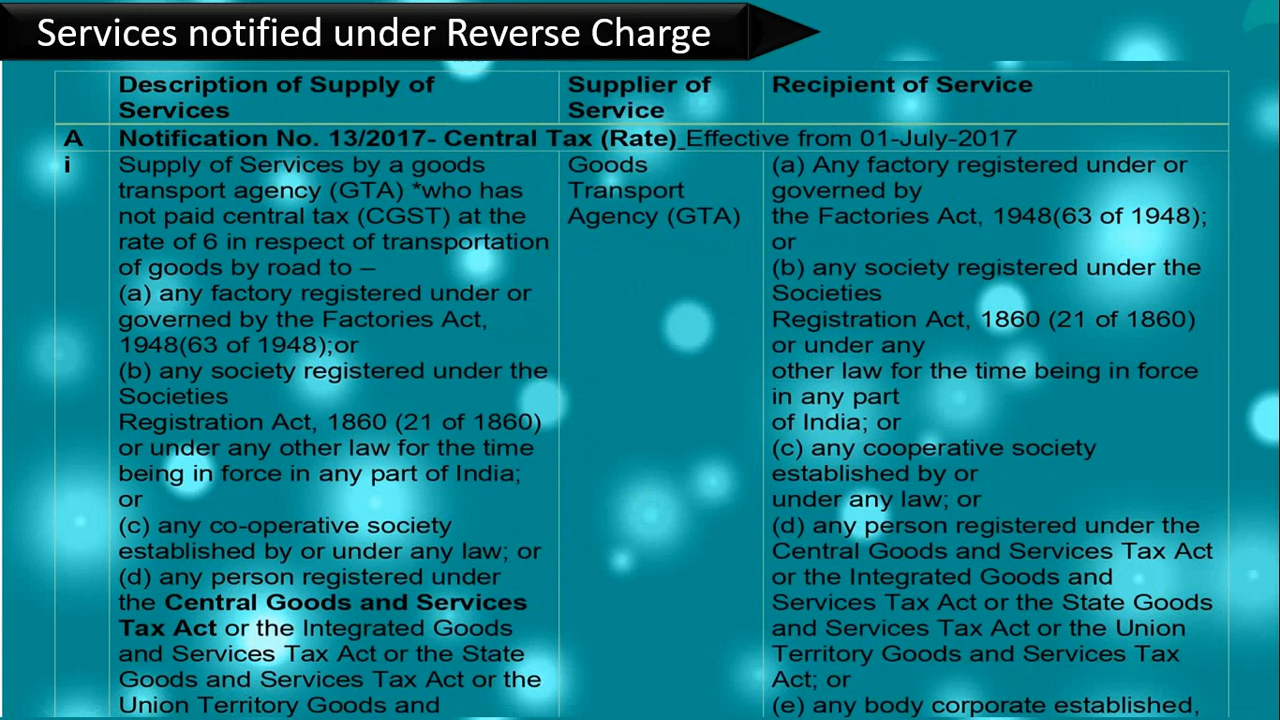 Services notified under Reverse Charge
Description of Supply of
Services
Supplier of
Service
Recipient of Service
A
Notification No. 13/2017- Central Tax (Rate) Effective from 01-July-2017
i
Supply of Services by a goods
transport agency (GTA) *who has
not paid central tax (CGST) at the
rate of 6 in respect of transportation
of goods by road to –
(a) any factory registered under or
governed by the Factories Act,
1948(63 of 1948);or
(b) any society registered under the
Societies
Registration Act, 1860 (21 of 1860)
or under any other law for the time
being in force in any part of India;
or
(c) any co-operative society
established by or under any law; or
(d) any person registered under
the Central Goods and Services
Tax Act or the Integrated Goods
and Services Tax Act or the State
Goods and Services Tax Act or the
Union Territory Goods and
Goods
Transport
Agency (GTA)
(a) Any factory registered under or
governed by
the Factories Act, 1948(63 of 1948);
or
(b) any society registered under the
Societies
Registration Act, 1860 (21 of 1860)
or under any
other law for the time being in force
in any part
of India; or
(c) any cooperative society
established by or
under any law; or
(d) any person registered under the
Central Goods and Services Tax Act
or the Integrated Goods and
Services Tax Act or the State Goods
and Services Tax Act or the Union
Territory Goods and Services Tax
Act; or
(e) any body corporate established,